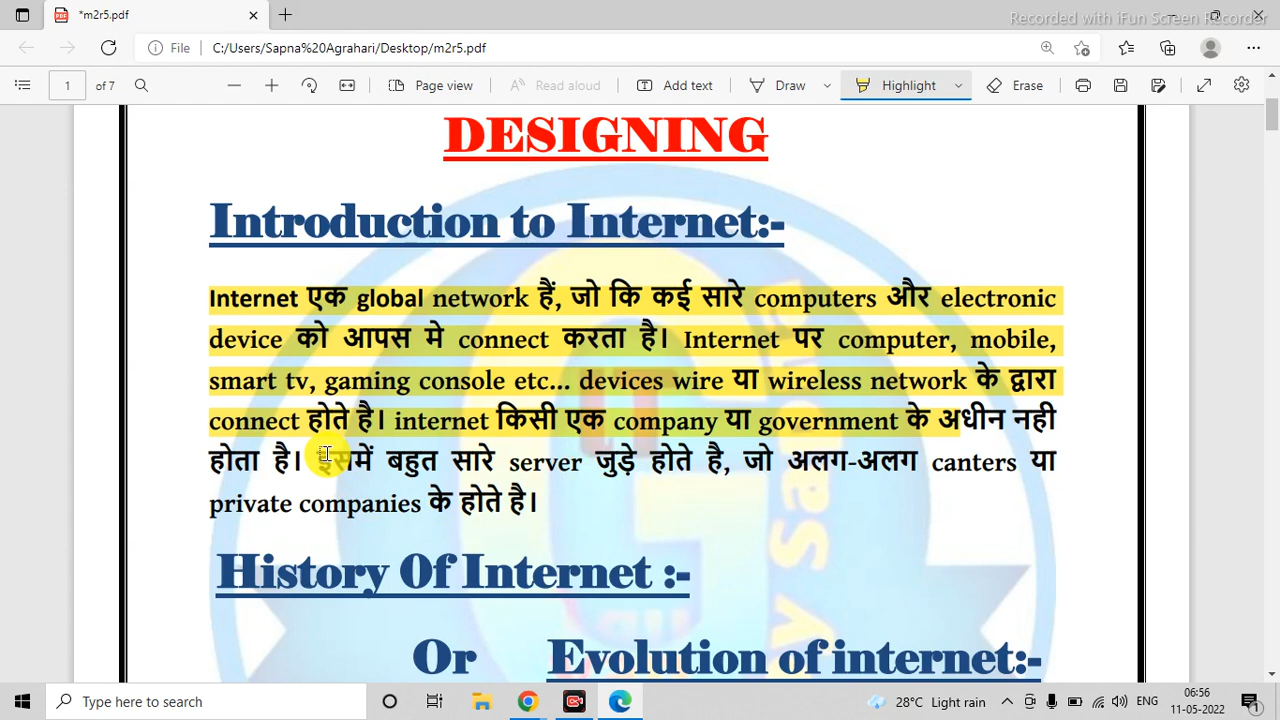 Recorded with iFun Screen Recorder
*m2r5.pdf
File C:/Users/Sapna%20Agrahari/Desktop/m2r5.pdf
1 of 7 Page view Read aloud Add text Draw Highlight Erase
DESIGNING
Introduction to Internet:-
Internet एक global network हैं, जो कि कई सारे computers और electronic
device को आपस मे connect करता है। Internet पर computer, mobile,
smart tv, gaming console etc... devices wire या wireless network के द्वारा
connect होते है। internet किसी एक company या government के अधीन नही
होता है। इसमें बहुत सारे server जुड़े होते है, जो अलग-अलग canters या
private companies के होते है।
History Of Internet :-
Or Evolution of internet:-
Type here to search
28°C Light rain
ENG
06:56
11-05-2022